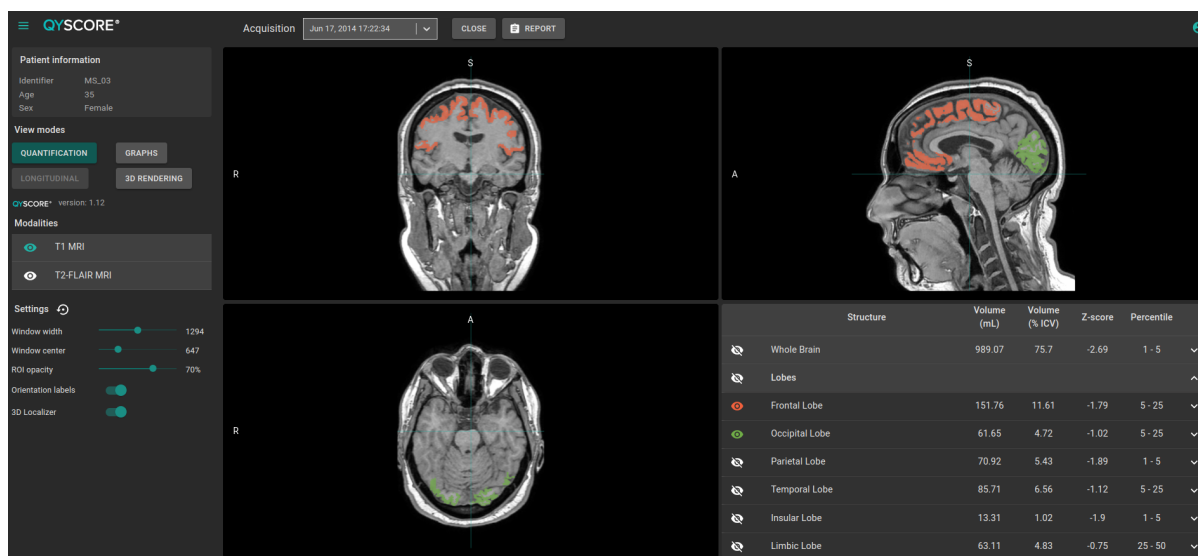 QYSCORE®
Acquisition Jun 17, 2014 17:22:34 CLOSE REPORT
Patient information
Identifier MS_03
Age 35
Sex Female
View modes
QUANTIFICATION GRAPHS
LONGITUDINAL 3D RENDERING
QYSCORE® version: 1.12
Modalities
T1 MRI
T2-FLAIR MRI
Settings
Window width 1294
Window center 647
ROI opacity 70%
Orientation labels
3D Localizer
S
R
S
A
A
R
Structure Volume (mL) Volume (% ICV) Z-score Percentile
Whole Brain 989.07 75.7 -2.69 1 - 5
Lobes
Frontal Lobe 151.76 11.61 -1.79 5 - 25
Occipital Lobe 61.65 4.72 -1.02 5 - 25
Parietal Lobe 70.92 5.43 -1.89 1 - 5
Temporal Lobe 85.71 6.56 -1.12 5 - 25
Insular Lobe 13.31 1.02 -1.9 1 - 5
Limbic Lobe 63.11 4.83 -0.75 25 - 50